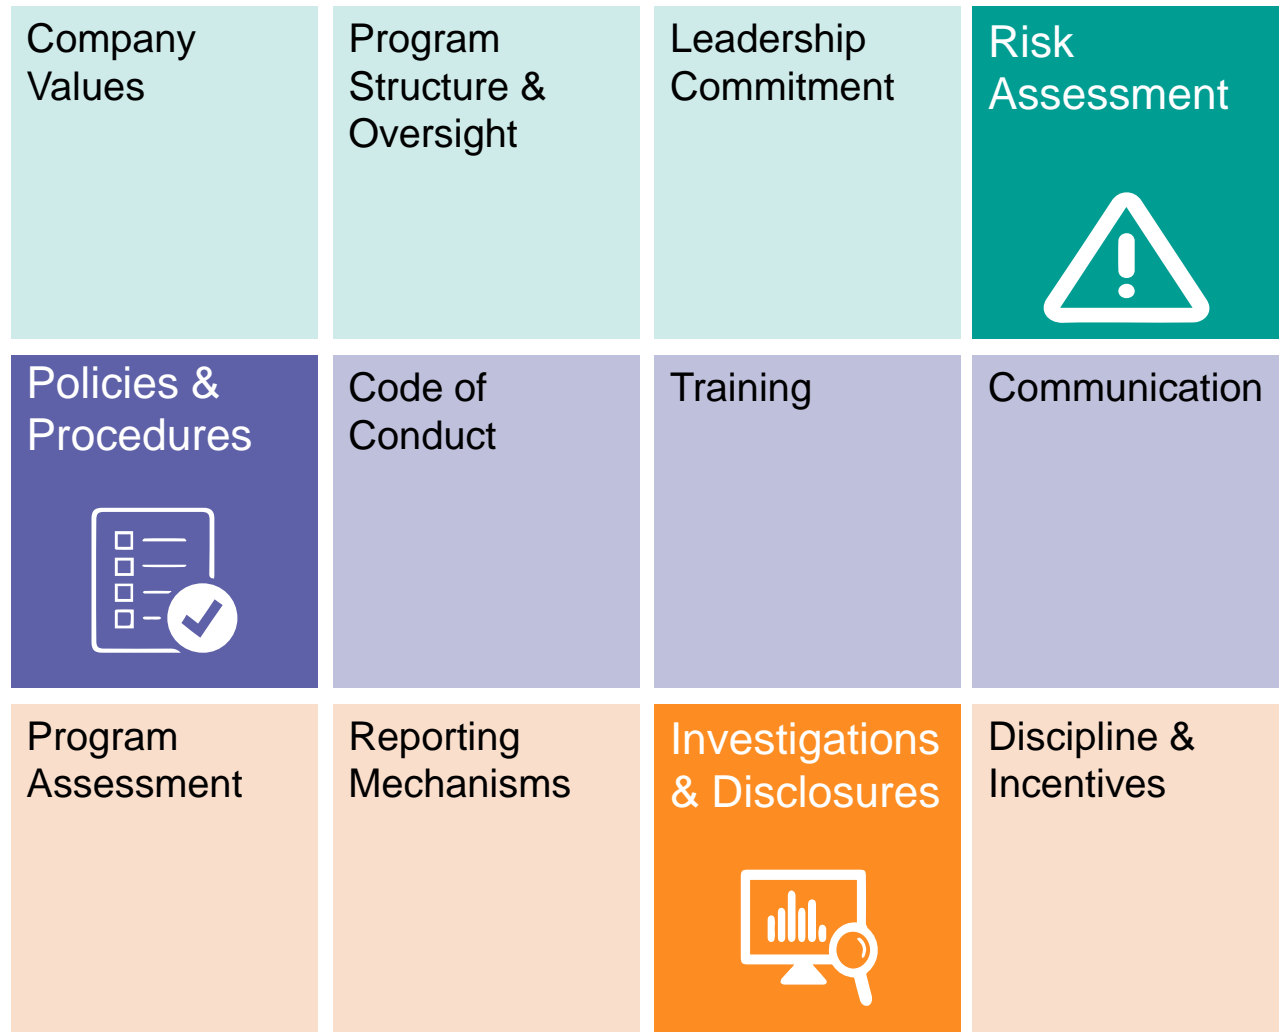 Company
Values
Program
Structure &
Oversight
Leadership
Commitment
Risk
Assessment
Policies &
Procedures
Code of
Conduct
Training
Communication
Program
Assessment
Reporting
Mechanisms
Investigations
& Disclosures
Discipline &
Incentives